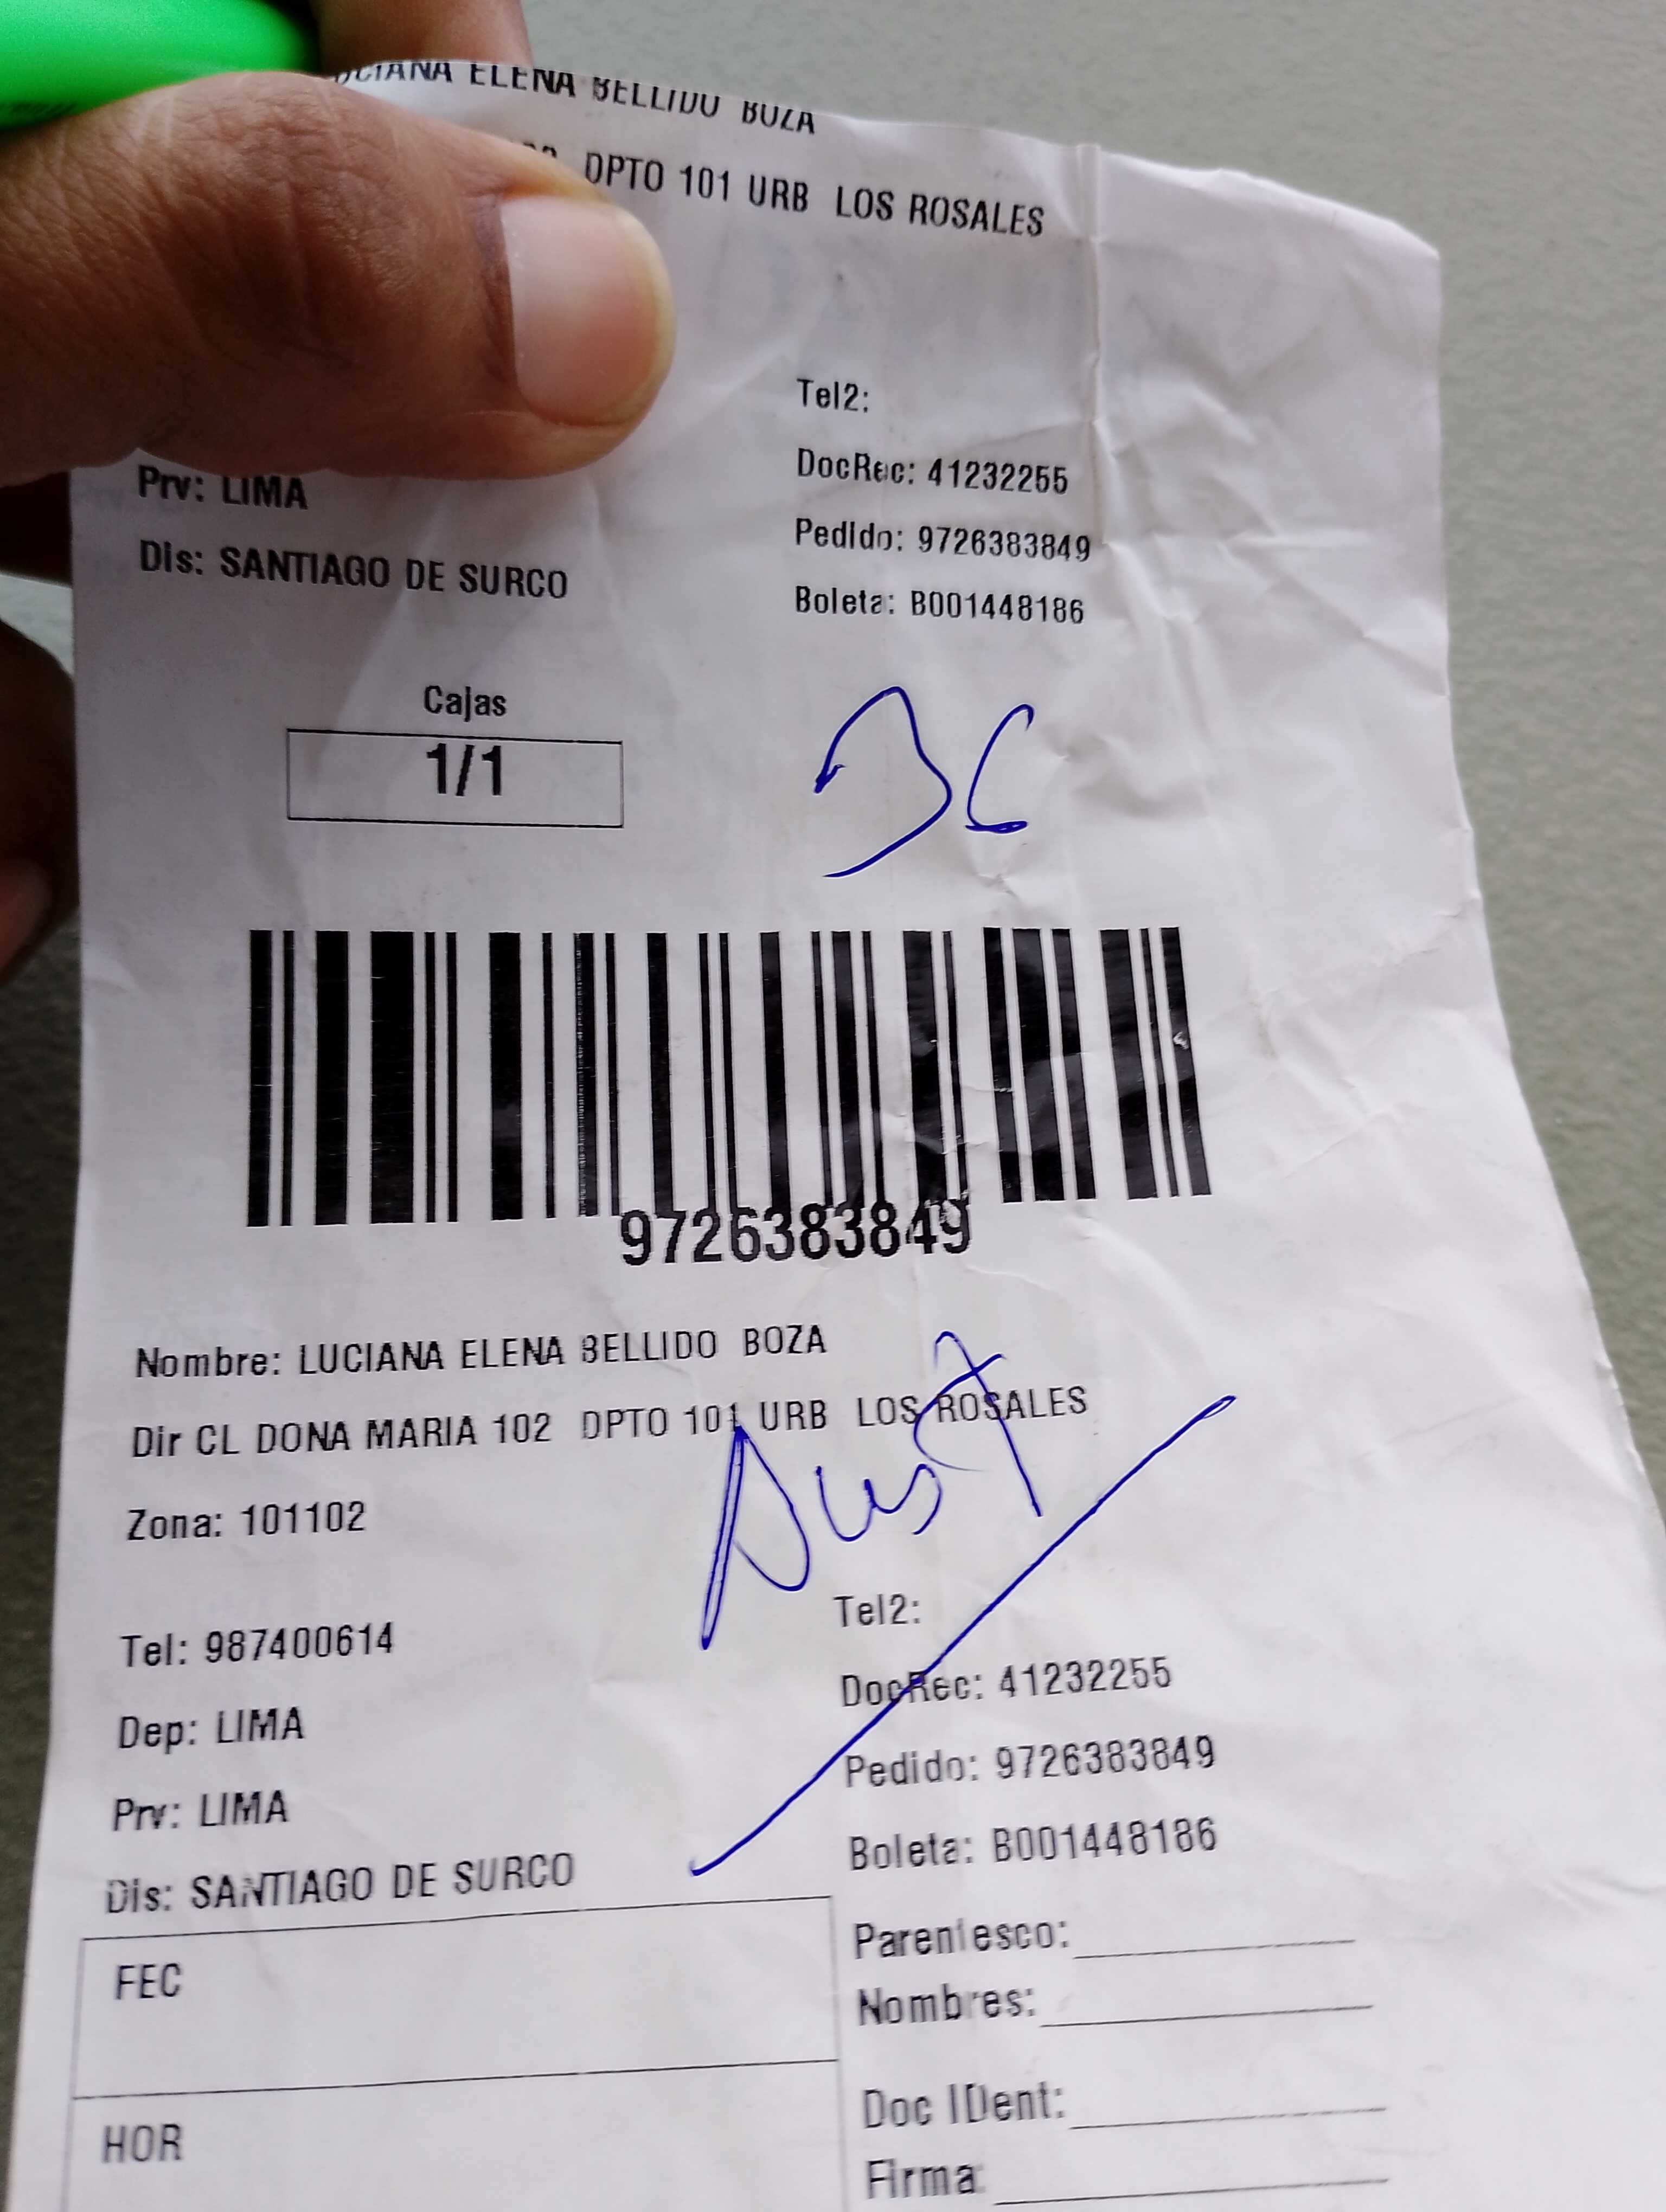 LUCIANA ELENA BELLIDO BOZA
DPTO 101 URB LOS ROSALES
Tel2:
DocRec: 41232255
Prv: LIMA
Pedido: 9726383849
Dis: SANTIAGO DE SURCO
Boleta: B001448186
Cajas
1/1
9726383849
Nombre: LUCIANA ELENA BELLIDO BOZA
Dir CL DONA MARIA 102 DPTO 101 URB LOS ROSALES
Zona: 101102
Tel2:
Tel: 987400614
DocRec: 41232255
Dep: LIMA
Pedido: 9726383849
Prv: LIMA
Boleta: B001448186
Dis: SANTIAGO DE SURCO
Parentesco:
FEC
Nombres:
Doc IDent:
HOR
Firma: